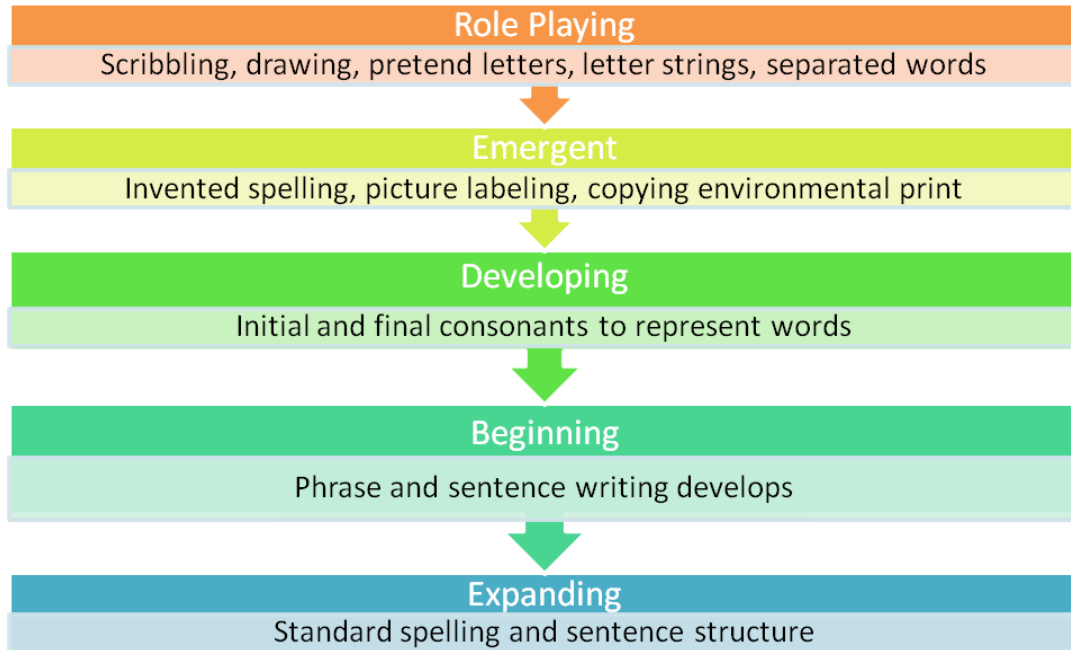 Role Playing
Scribbling, drawing, pretend letters, letter strings, separated words
Emergent
Invented spelling, picture labeling, copying environmental print
Developing
Initial and final consonants to represent words
Beginning
Phrase and sentence writing develops
Expanding
Standard spelling and sentence structure